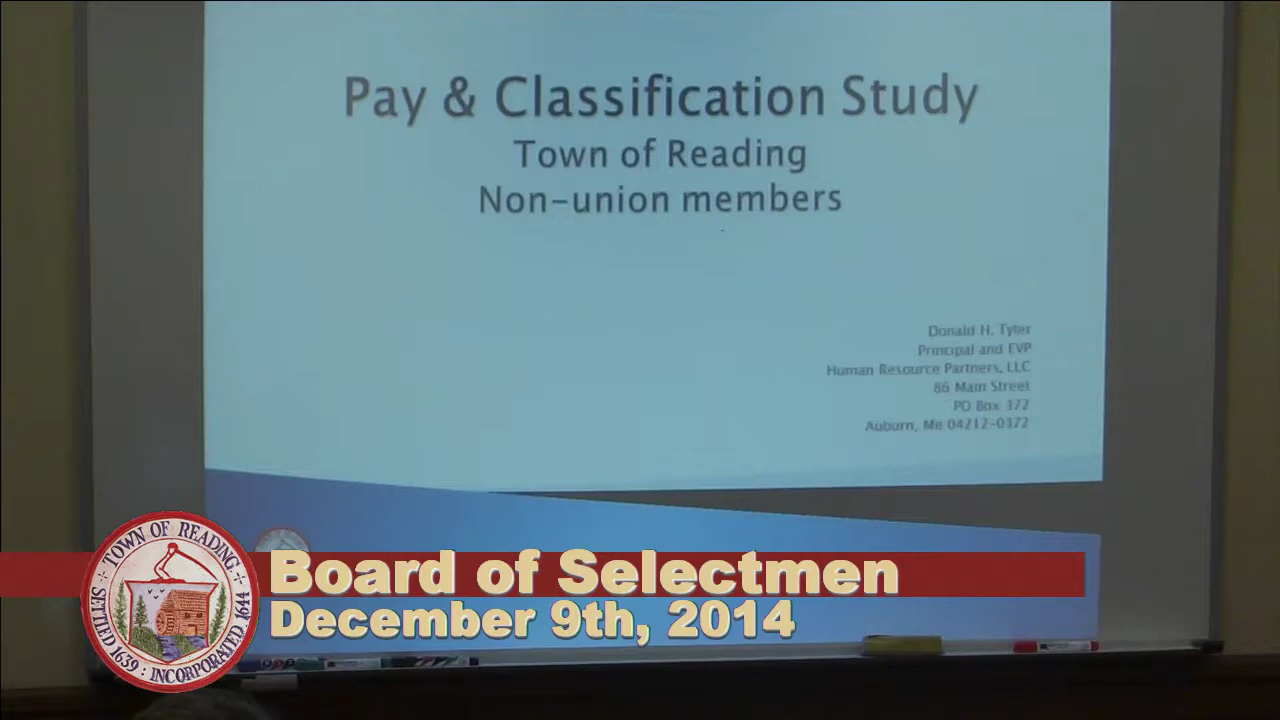 Pay & Classification Study
Town of Reading
Non-union members
Donald H. Tyler
Principal and EVP
Human Resource Partners, LLC
86 Main Street
PO Box 372
Auburn, Me 04212-0372
TOWN OF READING
SETTLED 1639 : INCORPORATED 1644
Board of Selectmen
December 9th, 2014